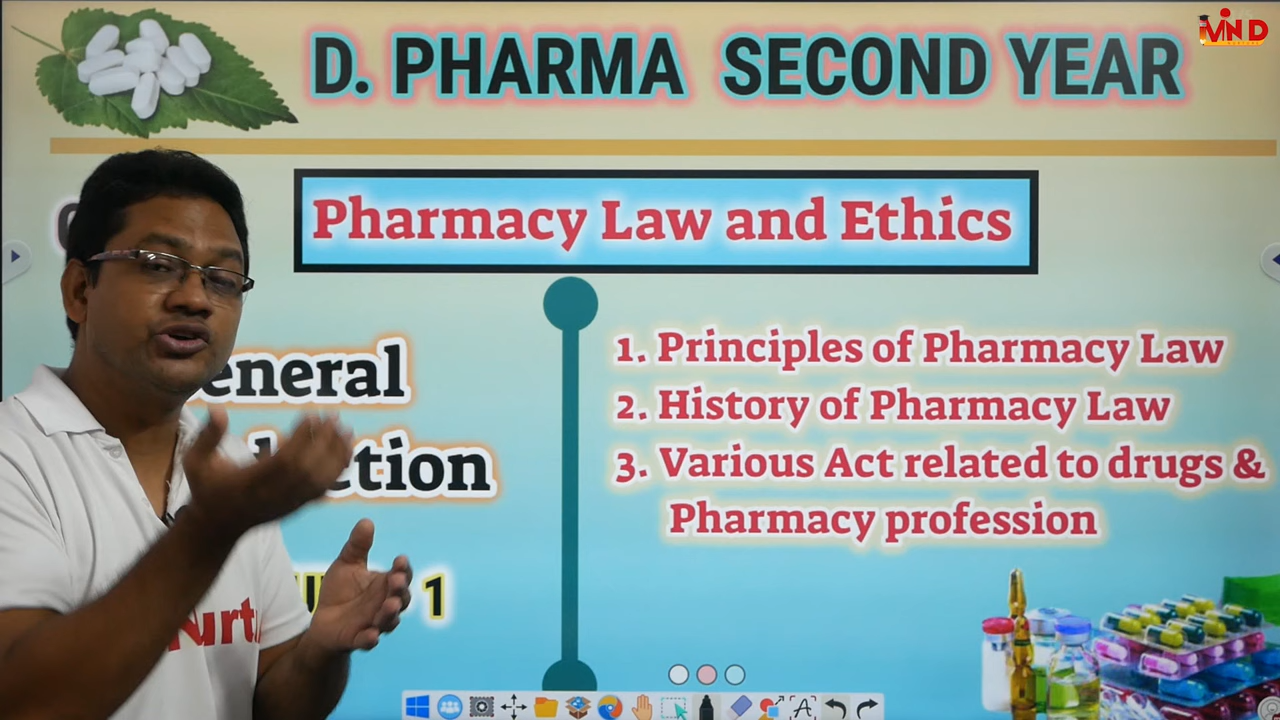 D. PHARMA SECOND YEAR
Pharmacy Law and Ethics
1. Principles of Pharmacy Law
2. History of Pharmacy Law
3. Various Act related to drugs &
Pharmacy profession
1